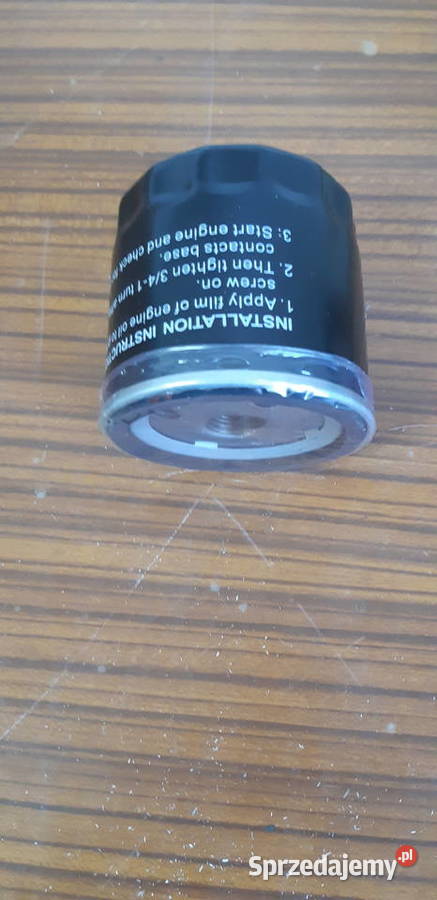 INSTALLATION INSTRUC
1. Apply film of engine oil to
screw on.
2. Then tighten 3/4-1 turn
contacts base.
3: Start engine and check
Sprzedajemy.pl